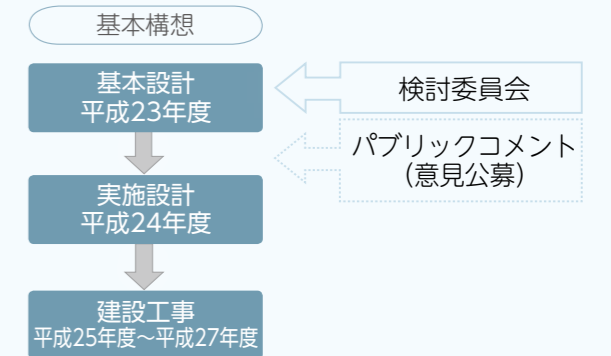 基本構想
基本設計
平成23年度
検討委員会
パブリックコメント
(意見公募)
実施設計
平成24年度
建設工事
平成25年度～平成27年度